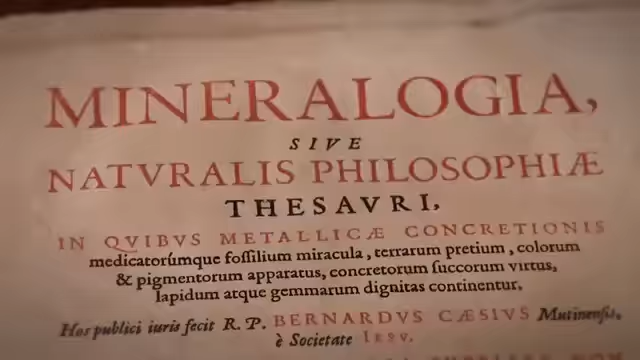 MINERALOGIA,
SIVE
NATVRALIS PHILOSOPHIÆ
THESAVRI,
IN QVIBVS METALLICÆ CONCRETIONIS
medicatorúmque foſſilium miracula, terrarum pretium, colorum
& pigmentorum apparatus, concretorum ſuccorum virtus,
lapidum atque gemmarum dignitas continentur.
Hos publici iuris fecit R. P. BERNARDVS CÆSIVS Mutinenſis,
è Societate